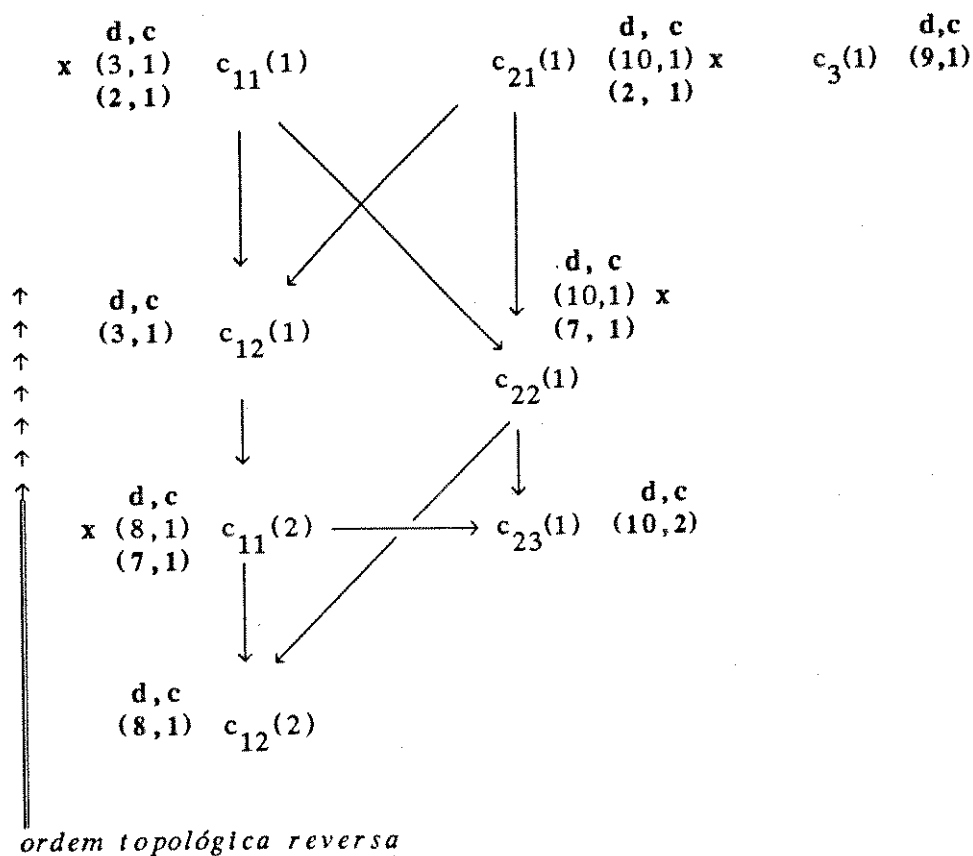 d,c
x (3,1) c11(1)
(2,1)
d, c
c21(1) (10,1) x
(2, 1)
d,c
c3(1) (9,1)
d, c
(10,1) x
(7, 1)
c22(1)
d,c
(3,1) c12(1)
d,c
x (8,1) c11(2)
(7,1)
d,c
c23(1) (10,2)
d,c
(8,1) c12(2)
ordem topológica reversa